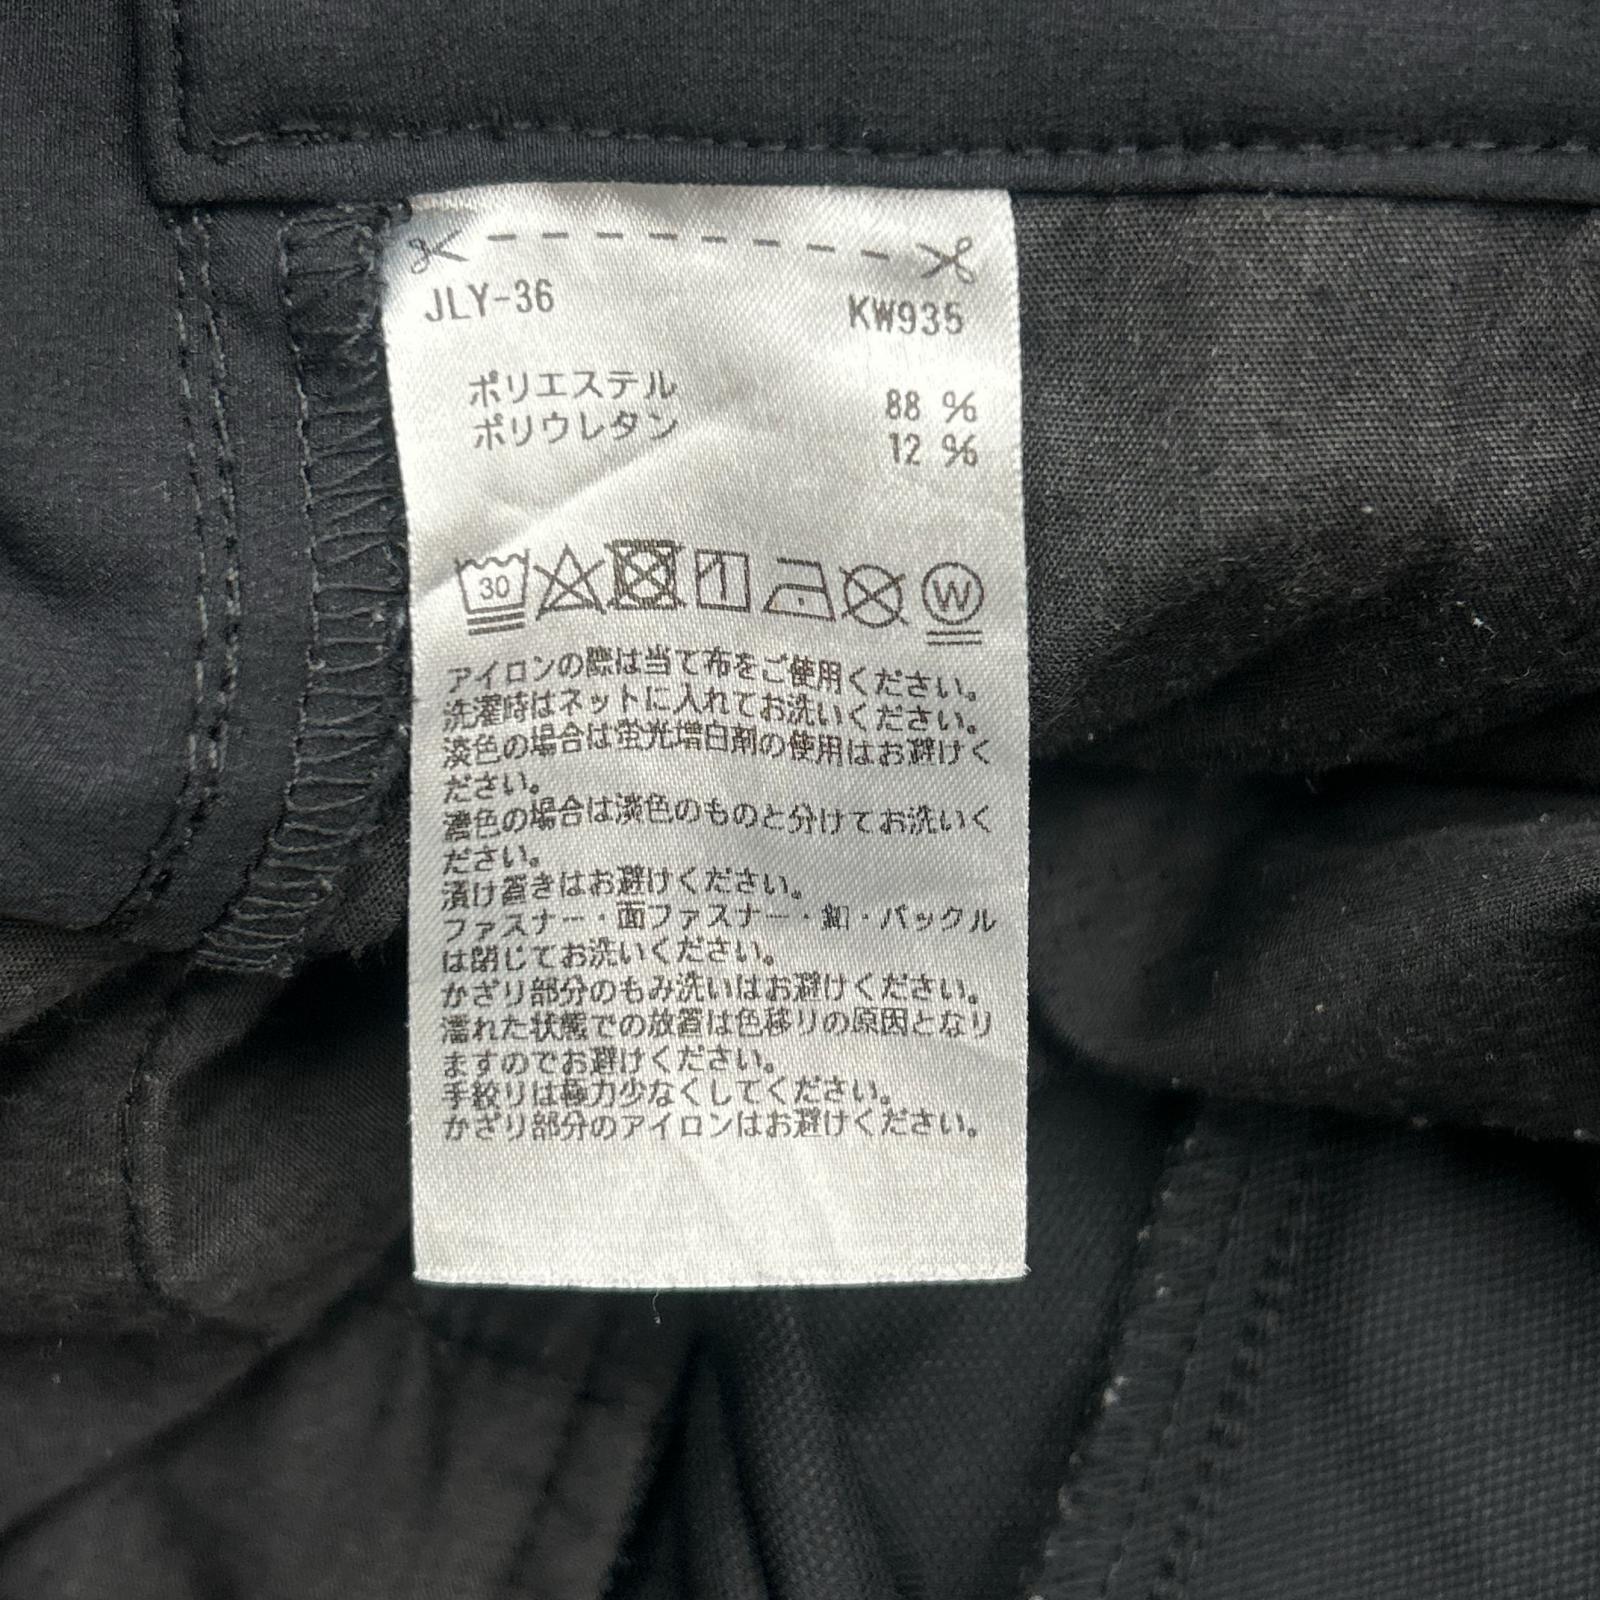 JLY-36 KW935
ポリエステル 88 %
ポリウレタン 12 %
30 W
アイロンの際は当て布をご使用ください。
洗濯時はネットに入れてお洗いください。
淡色の場合は蛍光増白剤の使用はお避けく
ださい。
濃色の場合は淡色のものと分けてお洗いく
ださい。
漬け置きはお避けください。
ファスナー・面ファスナー・釦・バックル
は閉じてお洗いください。
かざり部分のもみ洗いはお避けください。
濡れた状態での放置は色移りの原因となり
ますのでお避けください。
手絞りは極力少なくしてください。
かざり部分のアイロンはお避けください。